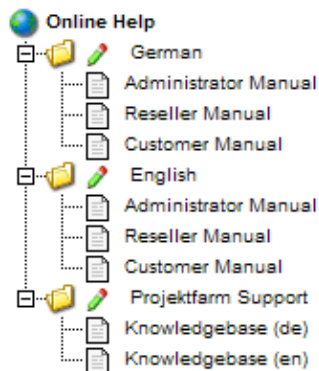 Online Help
German
Administrator Manual
Reseller Manual
Customer Manual
English
Administrator Manual
Reseller Manual
Customer Manual
Projektfarm Support
Knowledgebase (de)
Knowledgebase (en)